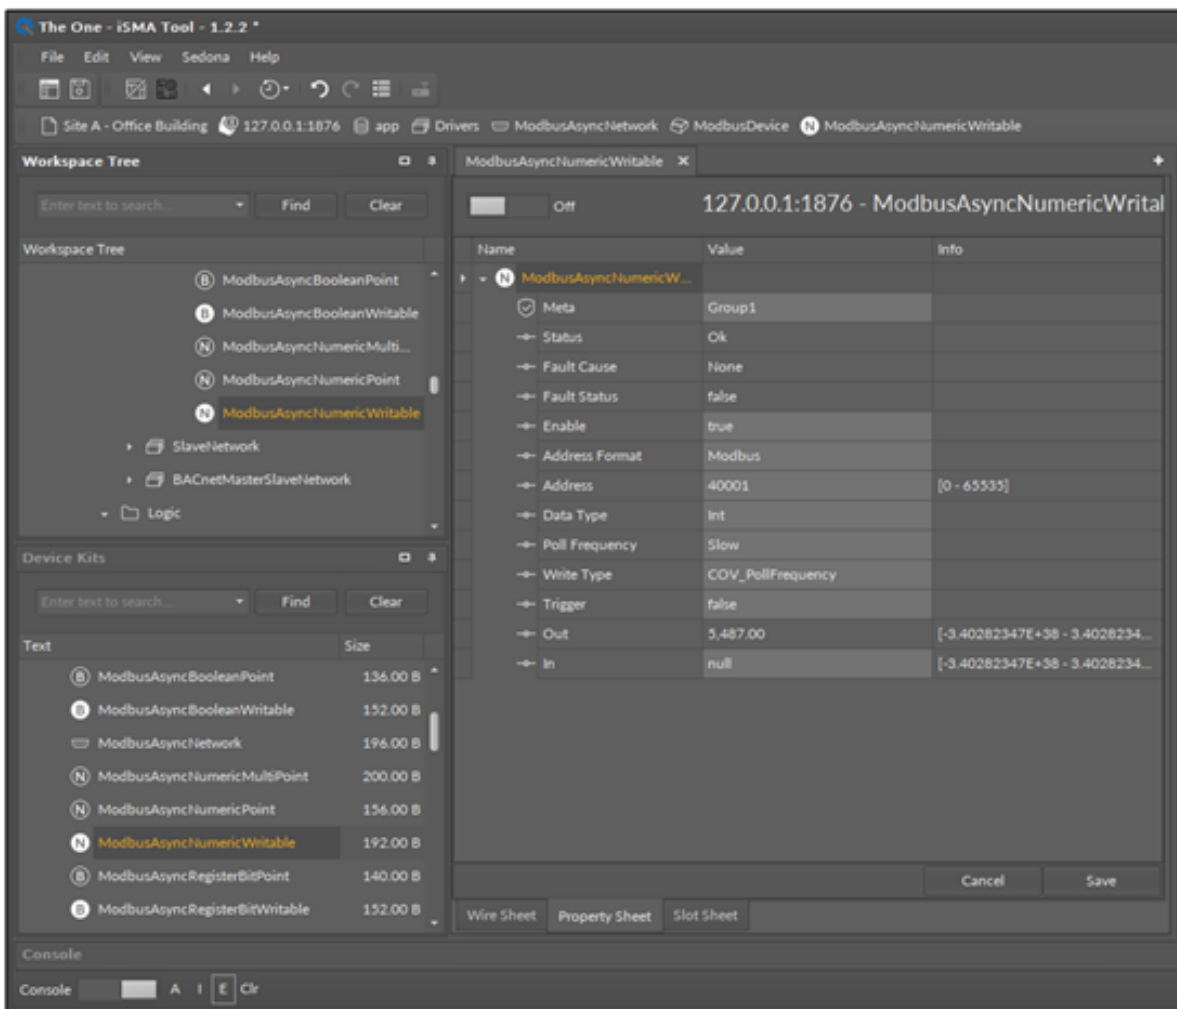 The One - iSMA Tool - 1.2.2 *
File Edit View Sedona Help
Site A - Office Building 127.0.0.1:1876 app Drivers ModbusAsyncNetwork ModbusDevice N ModbusAsyncNumericWritable
Workspace Tree
Enter text to search... Find Clear
Workspace Tree
B ModbusAsyncBooleanPoint
B ModbusAsyncBooleanWritable
N ModbusAsyncNumericMulti...
N ModbusAsyncNumericPoint
N ModbusAsyncNumericWritable
SlaveNetwork
BACnetMasterSlaveNetwork
Logic
Device Kits
Enter text to search... Find Clear
Text Size
B ModbusAsyncBooleanPoint 136.00 B
B ModbusAsyncBooleanWritable 152.00 B
ModbusAsyncNetwork 196.00 B
N ModbusAsyncNumericMultiPoint 200.00 B
N ModbusAsyncNumericPoint 156.00 B
N ModbusAsyncNumericWritable 192.00 B
B ModbusAsyncRegisterBitPoint 140.00 B
B ModbusAsyncRegisterBitWritable 152.00 B
ModbusAsyncNumericWritable X
Off 127.0.0.1:1876 - ModbusAsyncNumericWrital
Name Value Info
N ModbusAsyncNumericW...
Meta Group1
Status Ok
Fault Cause None
Fault Status false
Enable true
Address Format Modbus
Address 40001 [0 - 65535]
Data Type Int
Poll Frequency Slow
Write Type COV_PollFrequency
Trigger false
Out 5,487.00 [-3.40282347E+38 - 3.4028234...
In null [-3.40282347E+38 - 3.4028234...
Cancel Save
Wire Sheet Property Sheet Slot Sheet
Console
Console A I E Clr